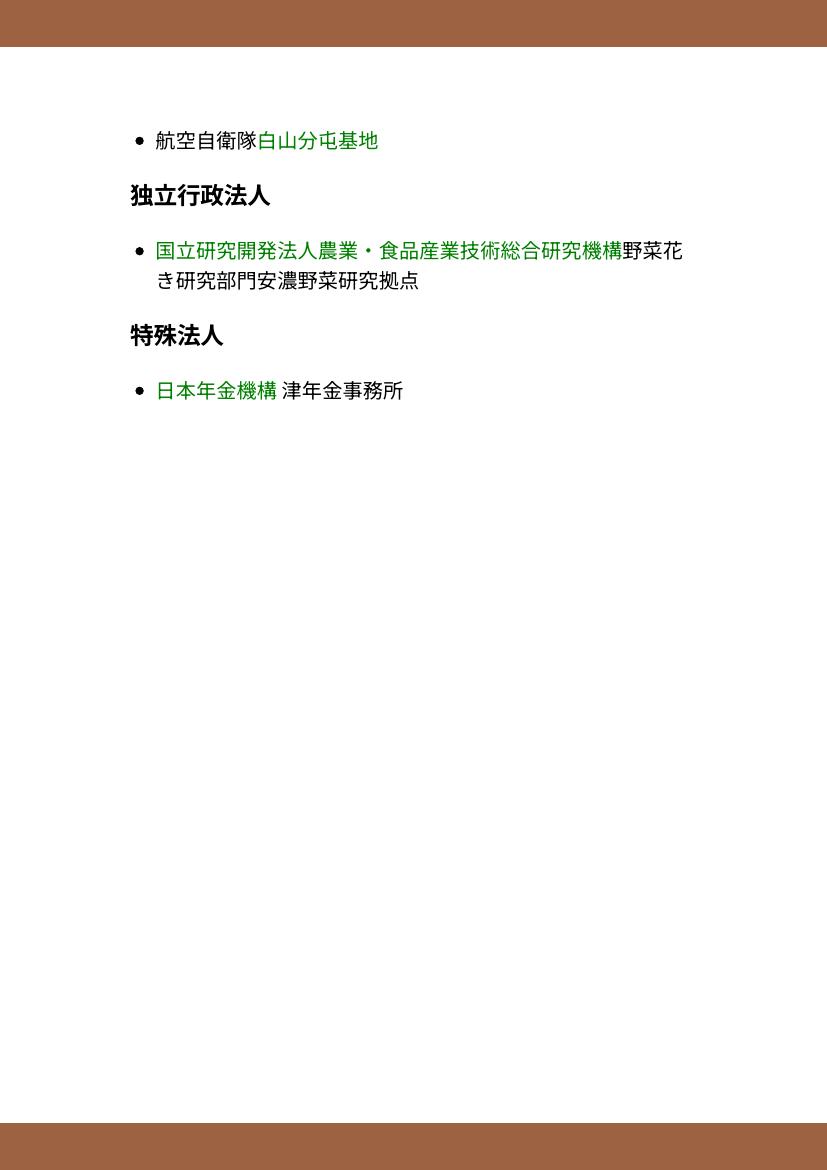 航空自衛隊白山分屯基地
独立行政法人
国立研究開発法人農業・食品産業技術総合研究機構野菜花
き研究部門安濃野菜研究拠点
特殊法人
日本年金機構 津年金事務所